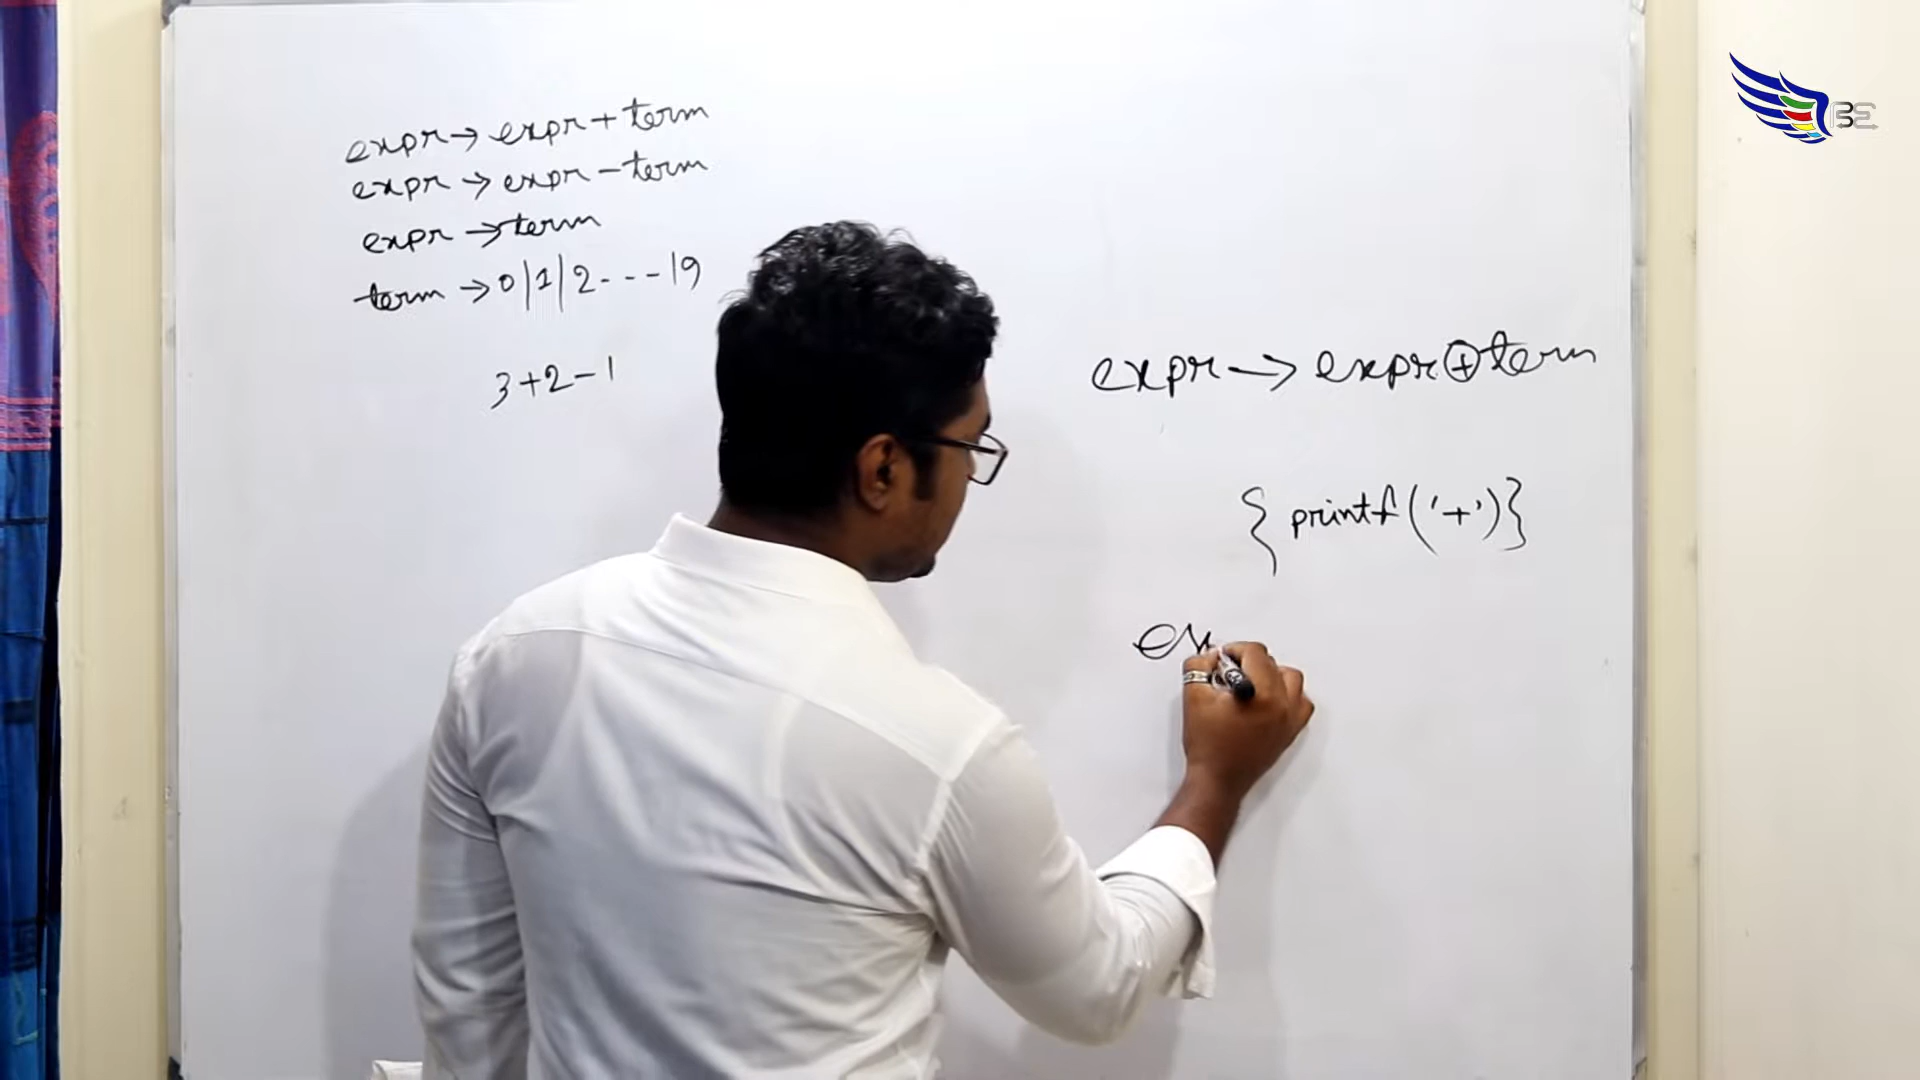 expr → expr + term
expr → expr - term
expr → term
term → 0|1|2---|9
3+2-1
expr → expr + term
{ printf('+')}
ex
BE